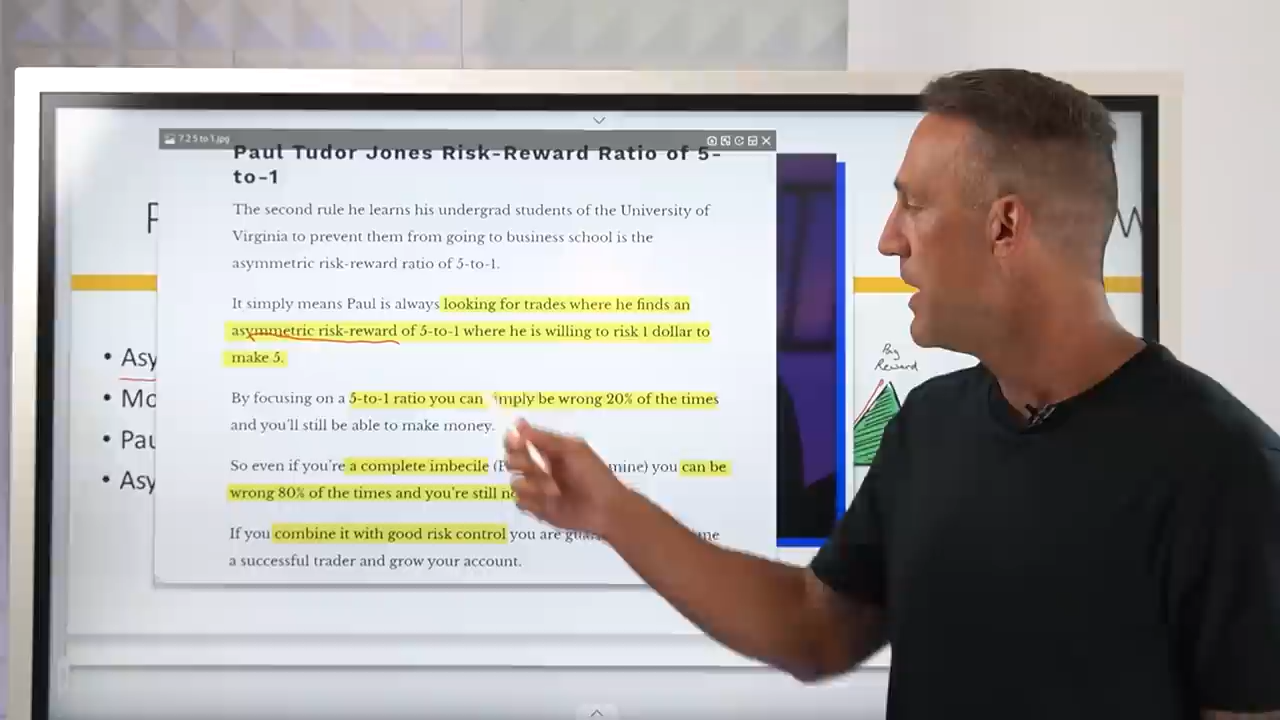 7 2 5 to 1.jpg
Paul Tudor Jones Risk-Reward Ratio of 5-
to-1
The second rule he learns his undergrad students of the University of
Virginia to prevent them from going to business school is the
asymmetric risk-reward ratio of 5-to-1.
It simply means Paul is always looking for trades where he finds an
asymmetric risk-reward of 5-to-1 where he is willing to risk 1 dollar to
make 5.
By focusing on a 5-to-1 ratio you can simply be wrong 20% of the times
and you'll still be able to make money.
So even if you're a complete imbecile mine) you can be
wrong 80% of the times and you're still
If you combine it with good risk control you are
a successful trader and grow your account.
• Asy
• Mo
• Pau
• Asy
Reward